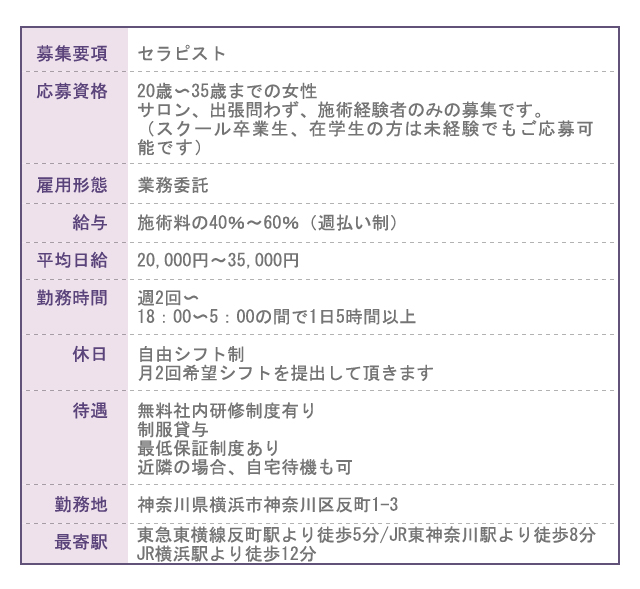 募集要項 セラピスト
応募資格 20歳〜35歳までの女性
サロン、出張問わず、施術経験者のみの募集です。
（スクール卒業生、在学生の方は未経験でもご応募可
能です）
雇用形態 業務委託
給与 施術料の40%〜60%（週払い制）
平均日給 20,000円〜35,000円
勤務時間 週2回〜
18：00〜5：00の間で1日5時間以上
休日 自由シフト制
月2回希望シフトを提出して頂きます
待遇 無料社内研修制度有り
制服貸与
最低保証制度あり
近隣の場合、自宅待機も可
勤務地 神奈川県横浜市神奈川区反町1-3
最寄駅 東急東横線反町駅より徒歩5分/JR東神奈川駅より徒歩8分
JR横浜駅より徒歩12分